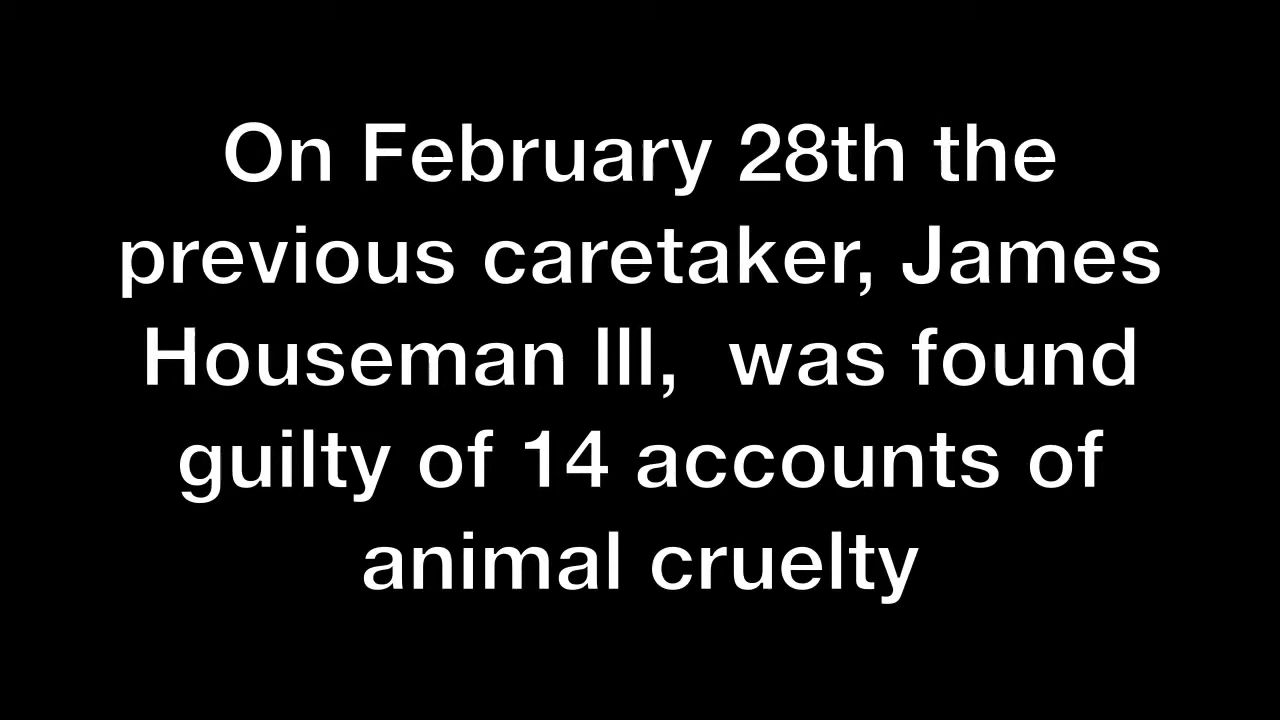 On February 28th the
previous caretaker, James
Houseman III,  was found
guilty of 14 accounts of
animal cruelty